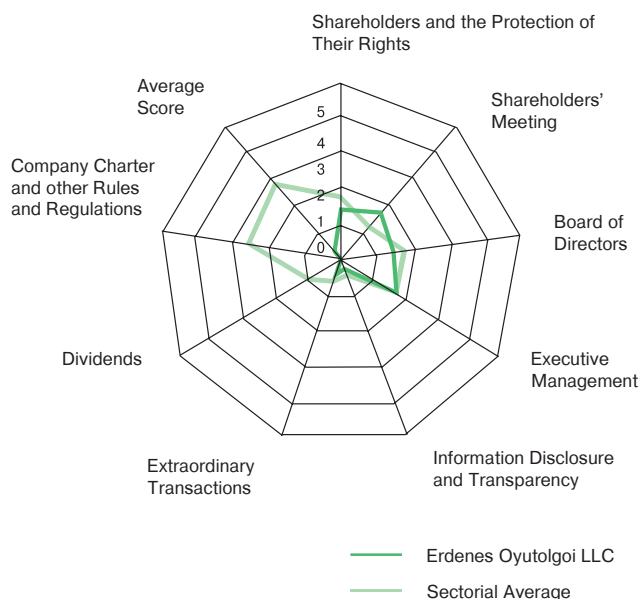 Shareholders and the Protection of
Their Rights
Average
Score
Shareholders'
Meeting
5
4
3
2
1
0
Company Charter
and other Rules
and Regulations
Board of
Directors
Dividends
Executive
Management
Extraordinary
Transactions
Information Disclosure
and Transparency
Erdenes Oyutolgoi LLC
Sectorial Average